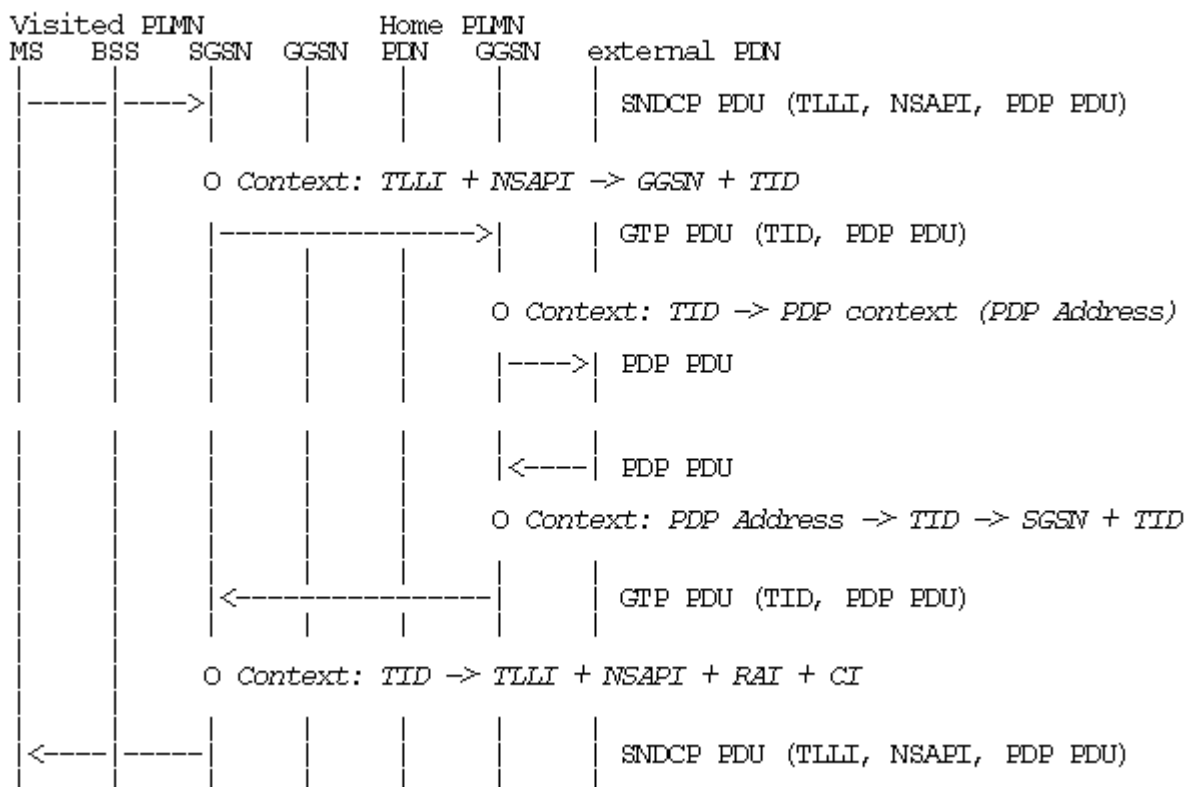 Visited PLMN Home PLMN
MS BSS SGSN GGSN PDN GGSN external PDN
SNDCP PDU (TLLI, NSAPI, PDP PDU)
O Context: TLLI + NSAPI -> GGSN + TID
GTP PDU (TID, PDP PDU)
O Context: TID -> PDP context (PDP Address)
PDP PDU
PDP PDU
O Context: PDP Address -> TID -> SGSN + TID
GTP PDU (TID, PDP PDU)
O Context: TID -> TLLI + NSAPI + RAI + CI
SNDCP PDU (TLLI, NSAPI, PDP PDU)